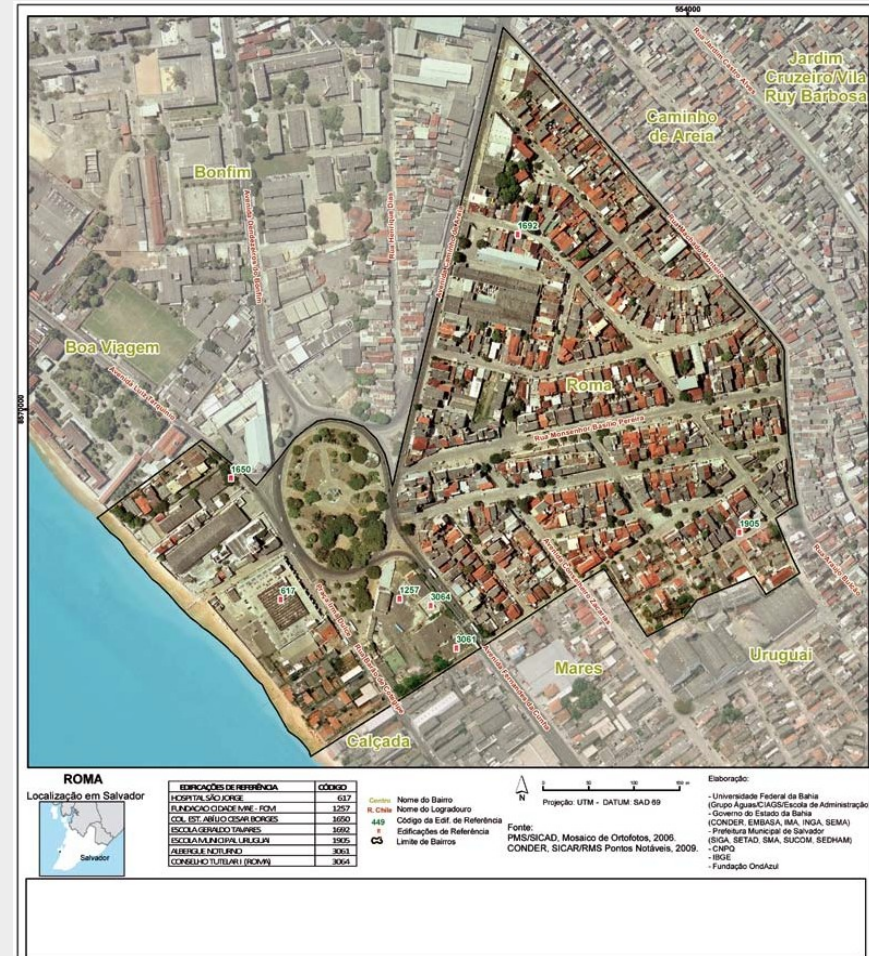 554000
Jardim
Cruzeiro/Vila
Ruy Barbosa
Caminho
de Areia
Bonfim
1692
Boa Viagem
Avenida Luiz Tarquínio
8570000
Roma
Rua Monsenhor Basílio Pereira
1650
1905
617
1257
3064
3061
Avenida Fernandes da Cunha
Mares
Uruguai
Calçada
ROMA
Localização em Salvador
Salvador
EDIFICAÇÕES DE REFERÊNCIA CÓDIGO
HOSPITAL SÃO JORGE 617
FUNDACAO CIDADE MAE - FCM 1257
COL. EST. ABÍLIO CESAR BORGES 1650
ESCOLA GERALDO TAVARES 1692
ESCOLA MUNICIPAL URUGUAI 1905
ALBERGUE NOTURNO 3061
CONSELHO TUTELAR I (ROMA) 3064
Centro Nome do Bairro
R. Chile Nome do Logradouro
449 Código da Edif. de Referência
Edificações de Referência
Limite de Bairros
N
Projeção: UTM - DATUM: SAD 69
Fonte:
PMS/SICAD, Mosaico de Ortofotos, 2006.
CONDER, SICAR/RMS Pontos Notáveis, 2009.
Elaboração:
- Universidade Federal da Bahia
(Grupo Águas/CIAGS/Escola de Administração)
- Governo do Estado da Bahia
(CONDER, EMBASA, IMA, INGA, SEMA)
- Prefeitura Municipal de Salvador
(SIGA, SETAD, SMA, SUCOM, SEDHAM)
- CNPQ
- IBGE
- Fundação OndAzul